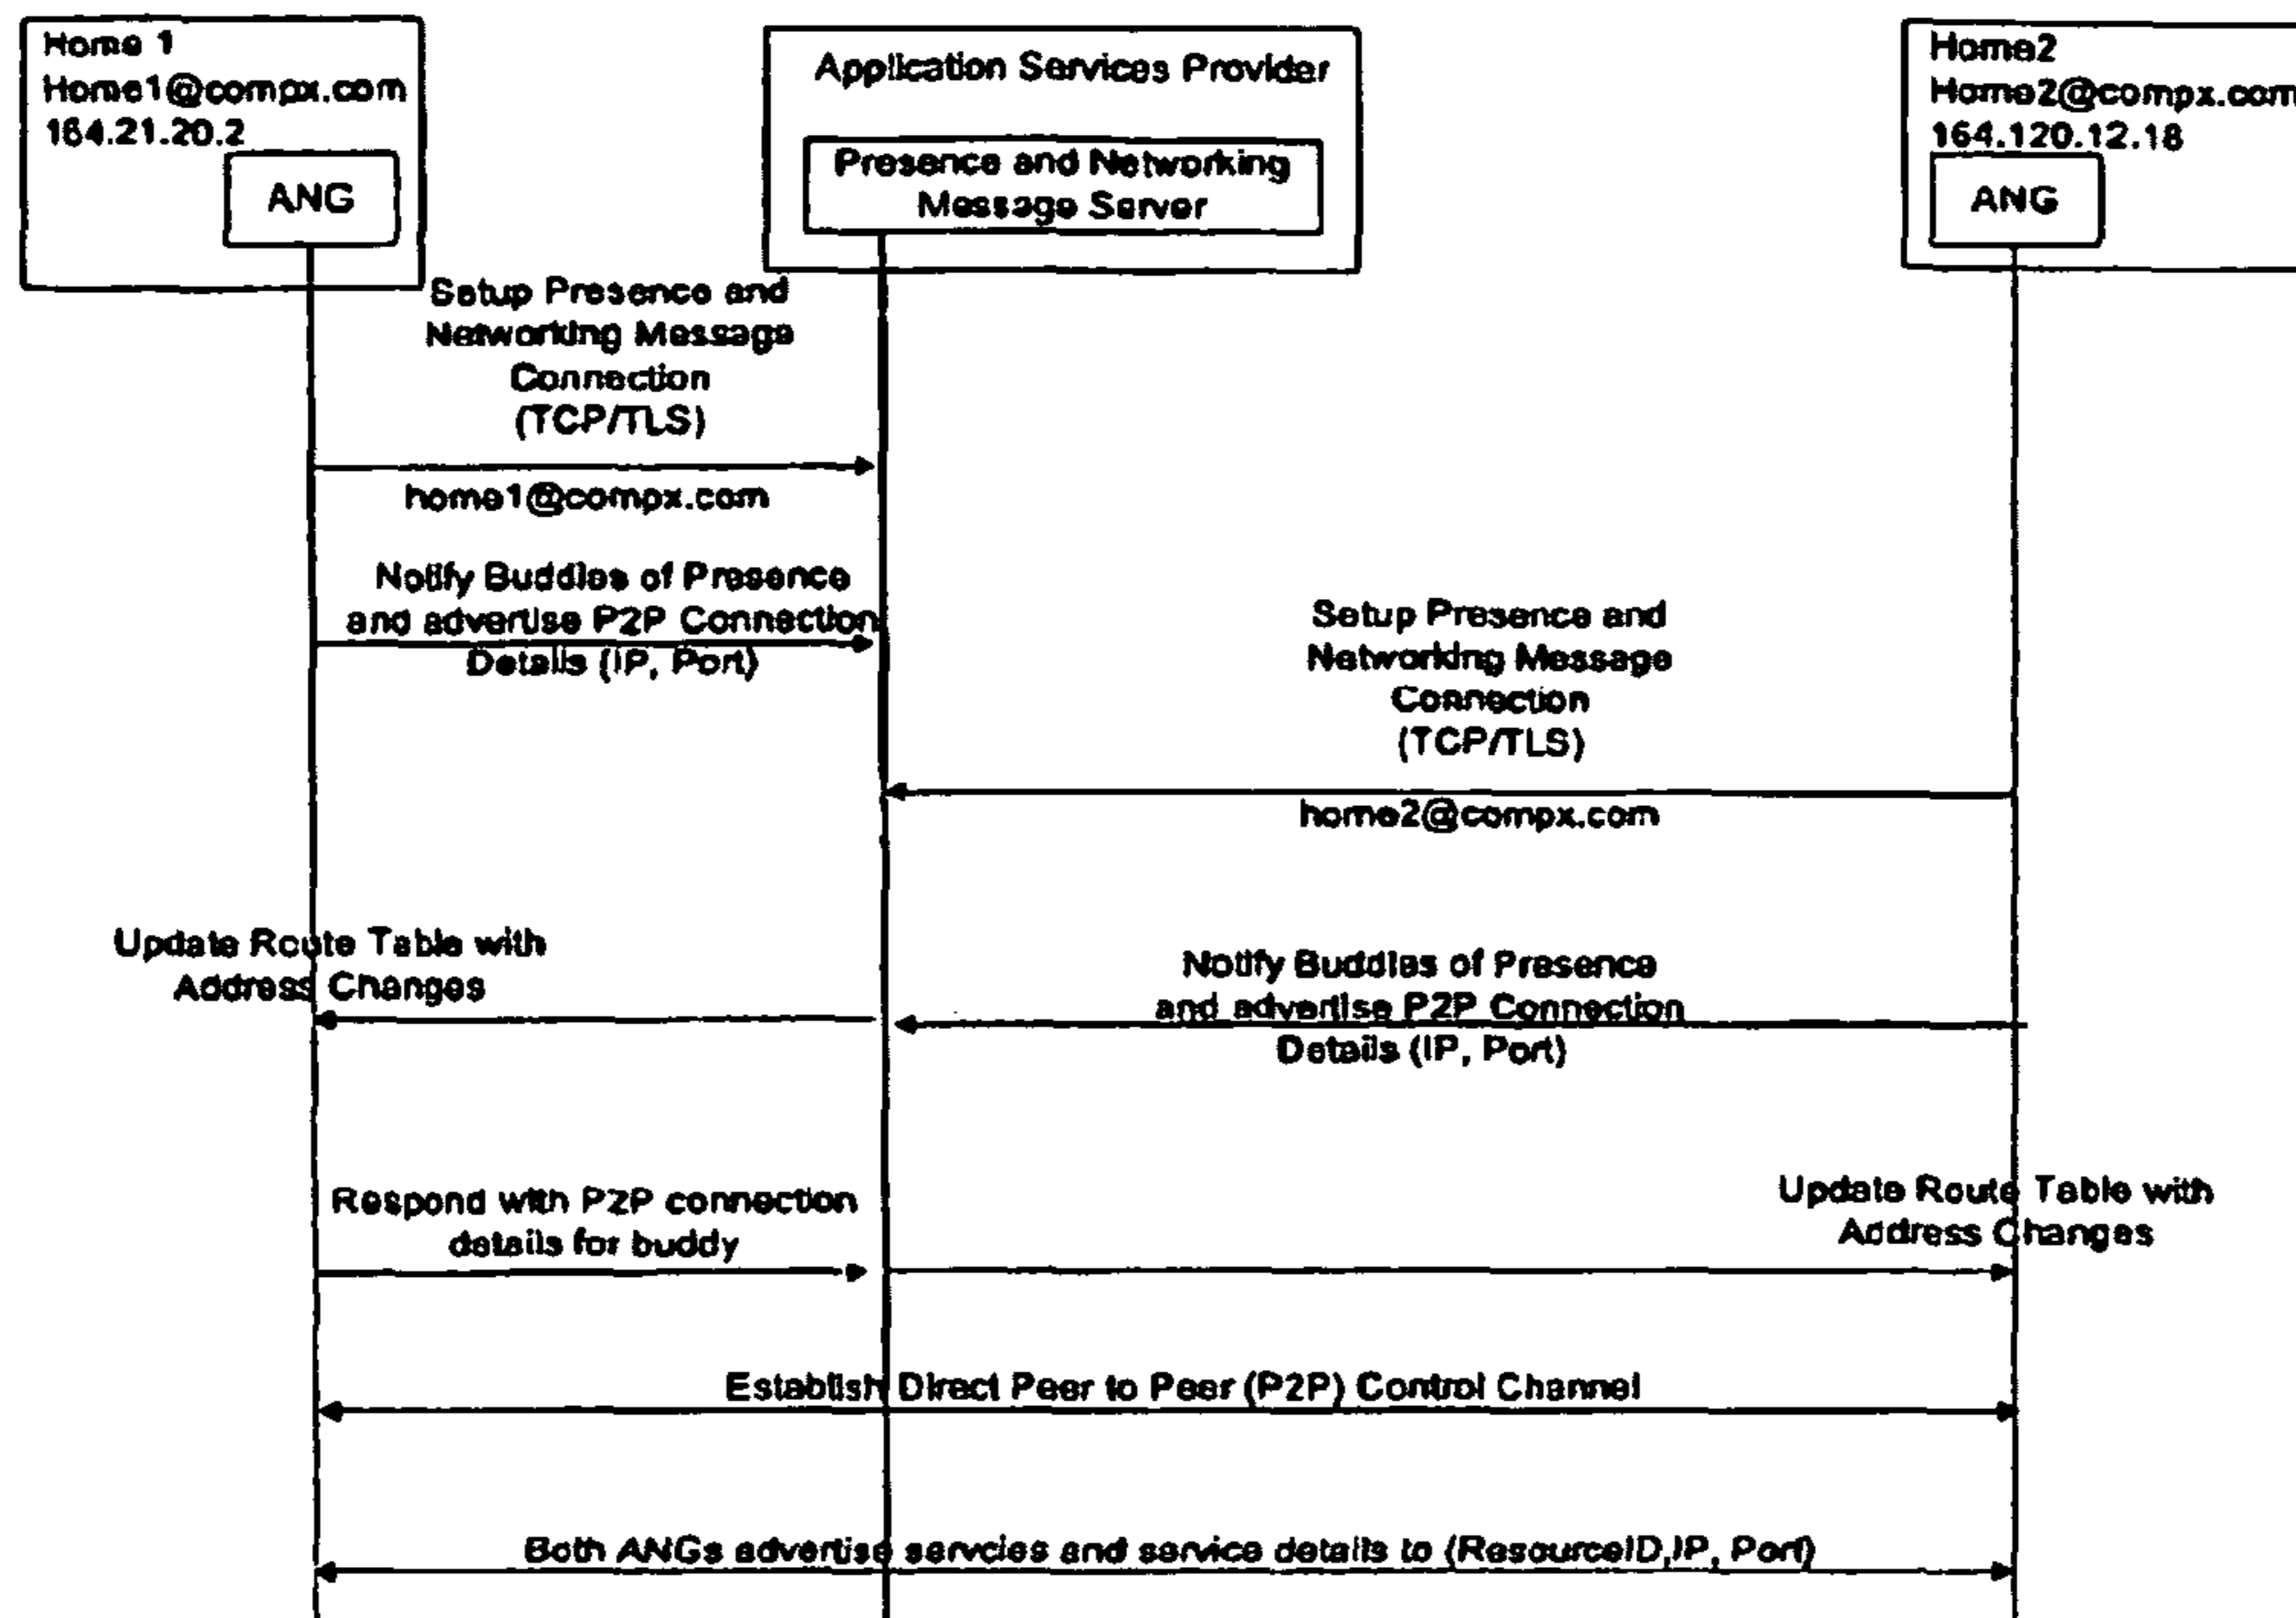 Home 1
Home1@compx.com
164.21.20.2
ANG
Application Services Provider
Presence and Networking
Message Server
Home2
Home2@compx.com
164.120.12.18
ANG
Setup Presence and
Networking Message
Connection
(TCP/TLS)
home1@compx.com
Notify Buddies of Presence
and advertise P2P Connection
Details (IP, Port)
Setup Presence and
Networking Message
Connection
(TCP/TLS)
home2@compx.com
Update Route Table with
Address Changes
Notify Buddies of Presence
and advertise P2P Connection
Details (IP, Port)
Respond with P2P connection
details for buddy
Update Route Table with
Address Changes
Establish Direct Peer to Peer (P2P) Control Channel
Both ANGs advertise servcies and service details to (ResourceID,IP, Port)